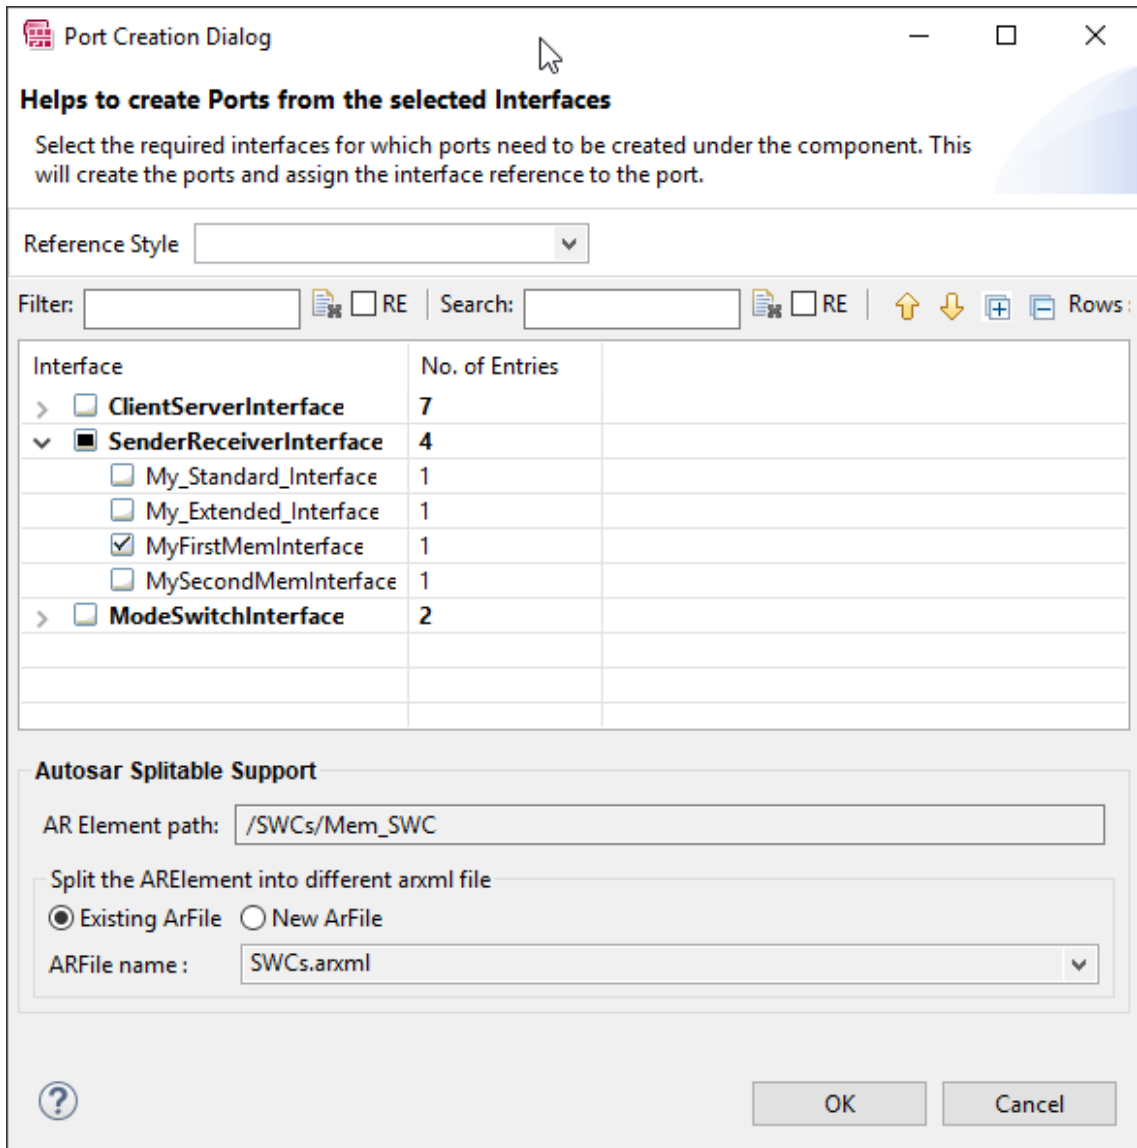 Port Creation Dialog
Helps to create Ports from the selected Interfaces
Select the required interfaces for which ports need to be created under the component. This
will create the ports and assign the interface reference to the port.
Reference Style
Filter: RE Search: RE Rows :
Interface No. of Entries
ClientServerInterface 7
SenderReceiverInterface 4
My_Standard_Interface 1
My_Extended_Interface 1
MyFirstMemInterface 1
MySecondMemInterface 1
ModeSwitchInterface 2
Autosar Splitable Support
AR Element path: /SWCs/Mem_SWC
Split the ARElement into different arxml file
Existing ArFile New ArFile
ARFile name : SWCs.arxml
OK Cancel